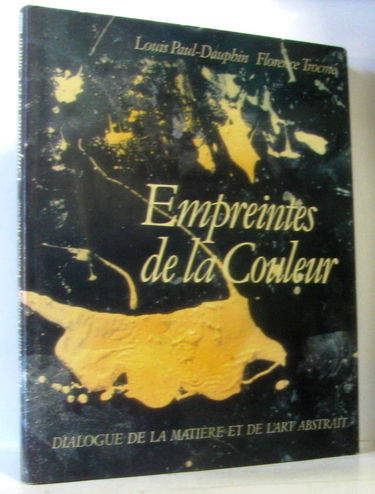 Louis Paul-Dauphin Florence Trocmé
Empreintes
de la Couleur
DIALOGUE DE LA MATIÈRE ET DE L'ART ABSTRAIT